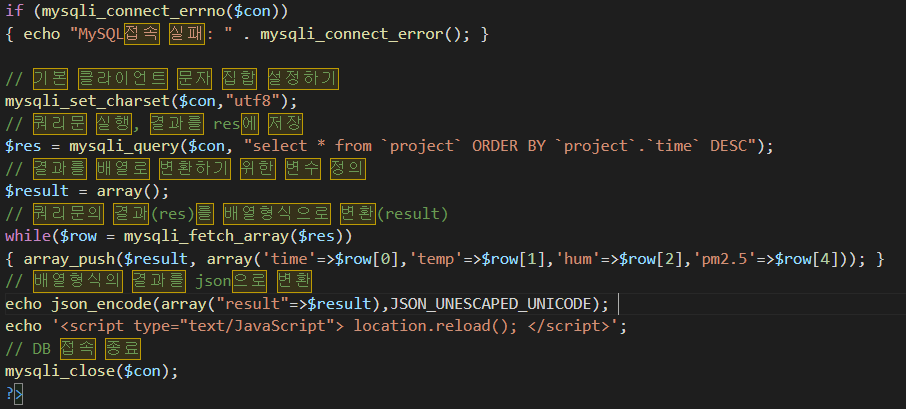 if (mysqli_connect_errno($con))
{ echo "MySQL접속 실패: " . mysqli_connect_error(); }
// 기본 클라이언트 문자 집합 설정하기
mysqli_set_charset($con,"utf8");
// 쿼리문 실행, 결과를 res에 저장
$res = mysqli_query($con, "select * from `project` ORDER BY `project`.`time` DESC");
// 결과를 배열로 변환하기 위한 변수 정의
$result = array();
// 쿼리문의 결과(res)를 배열형식으로 변환(result)
while($row = mysqli_fetch_array($res))
{ array_push($result, array('time'=>$row[0],'temp'=>$row[1],'hum'=>$row[2],'pm2.5'=>$row[4])); }
// 배열형식의 결과를 json으로 변환
echo json_encode(array("result"=>$result),JSON_UNESCAPED_UNICODE);
echo '<script type="text/JavaScript"> location.reload(); </script>';
// DB 접속 종료
mysqli_close($con);
?>